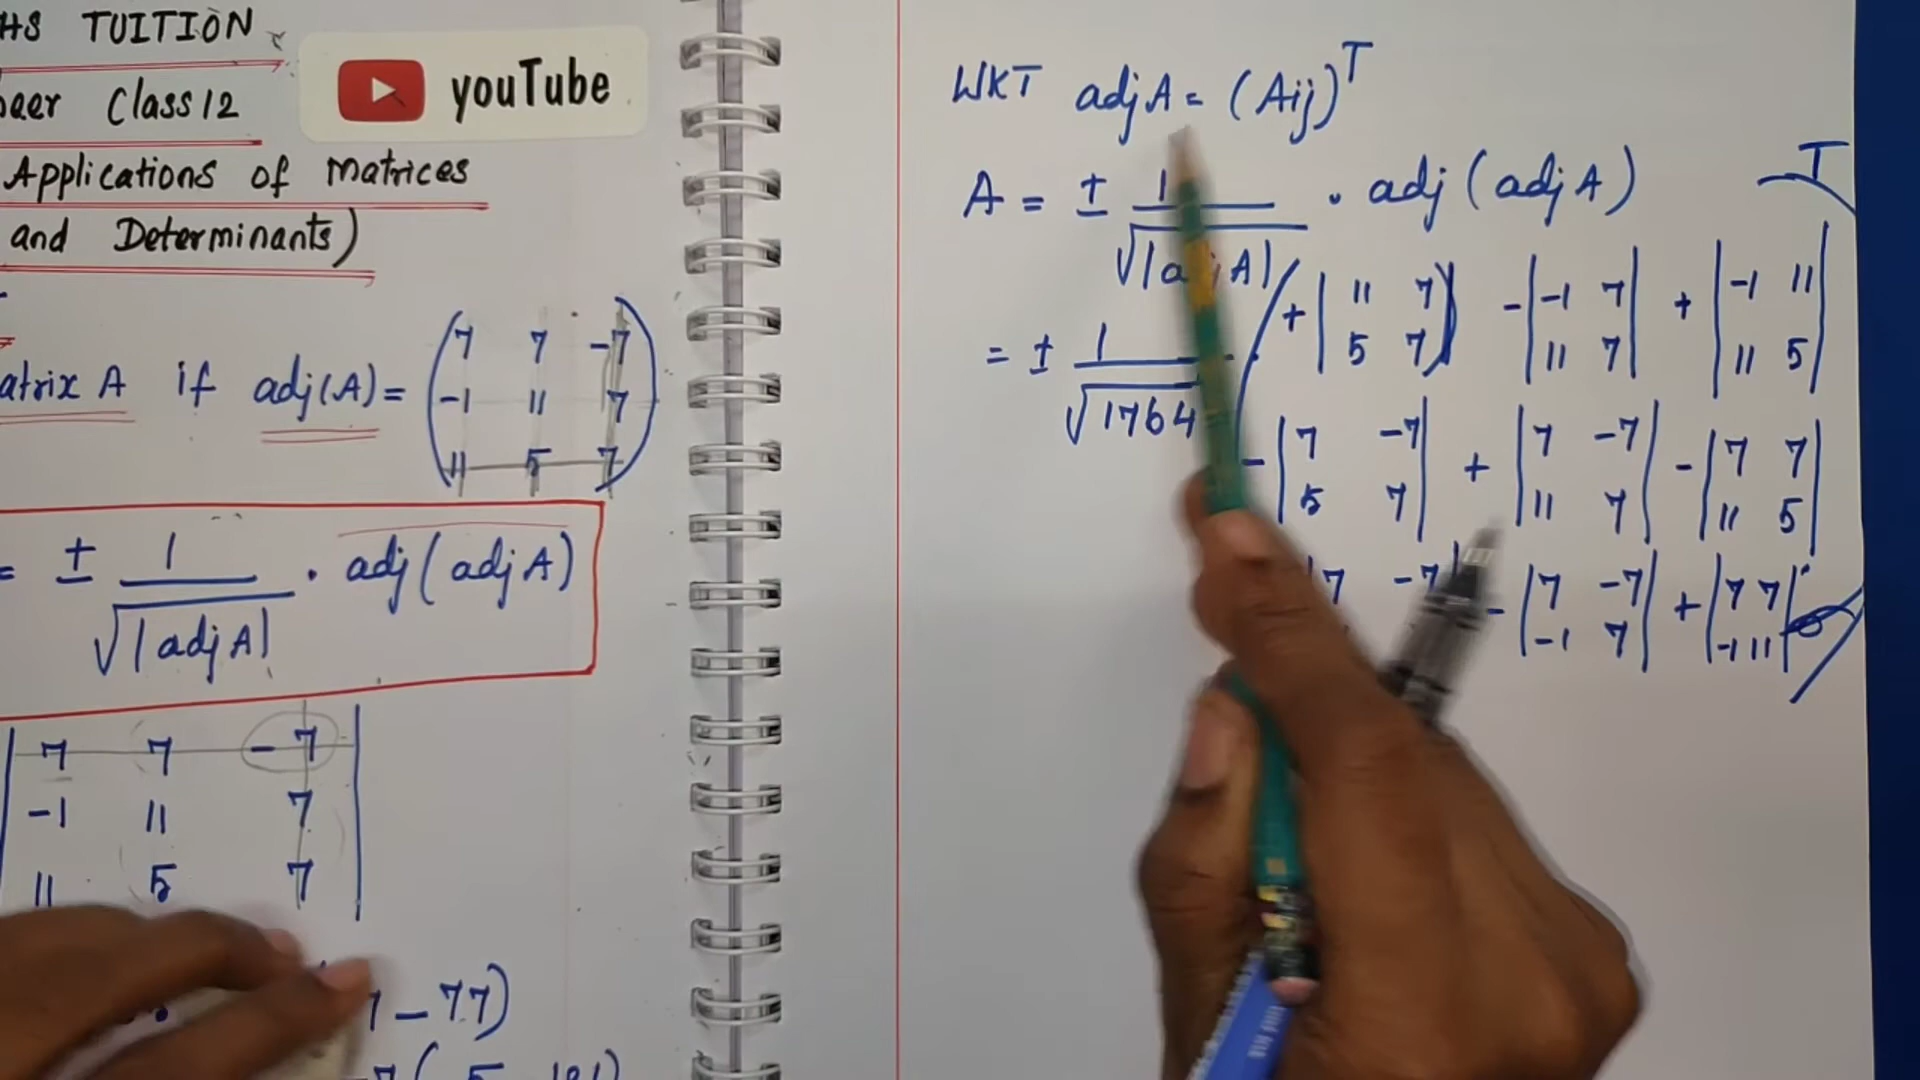 TUITION
youTube
Class 12
Applications of Matrices
and Determinants)
A if adj(A) =
7 7 -7
-1 11 7
11 5 7
= ± 1/√|adj A| . adj (adj A)
7 7 -7
-1 11 7
11 5 7
- 77)
WKT adj A = (Aij)^T
A = ± 1/√|adj A| . adj (adj A)
T
= ± 1/√1764
+ |11 7| - |-1 7| + |-1 11|
|5 7| |11 7| |11 5|
- |7 -7| + |7 -7| - |7 7|
|5 7| |11 7| |11 5|
7 -7 - |7 -7| + |7 7|
|-1 7| |-1 11|